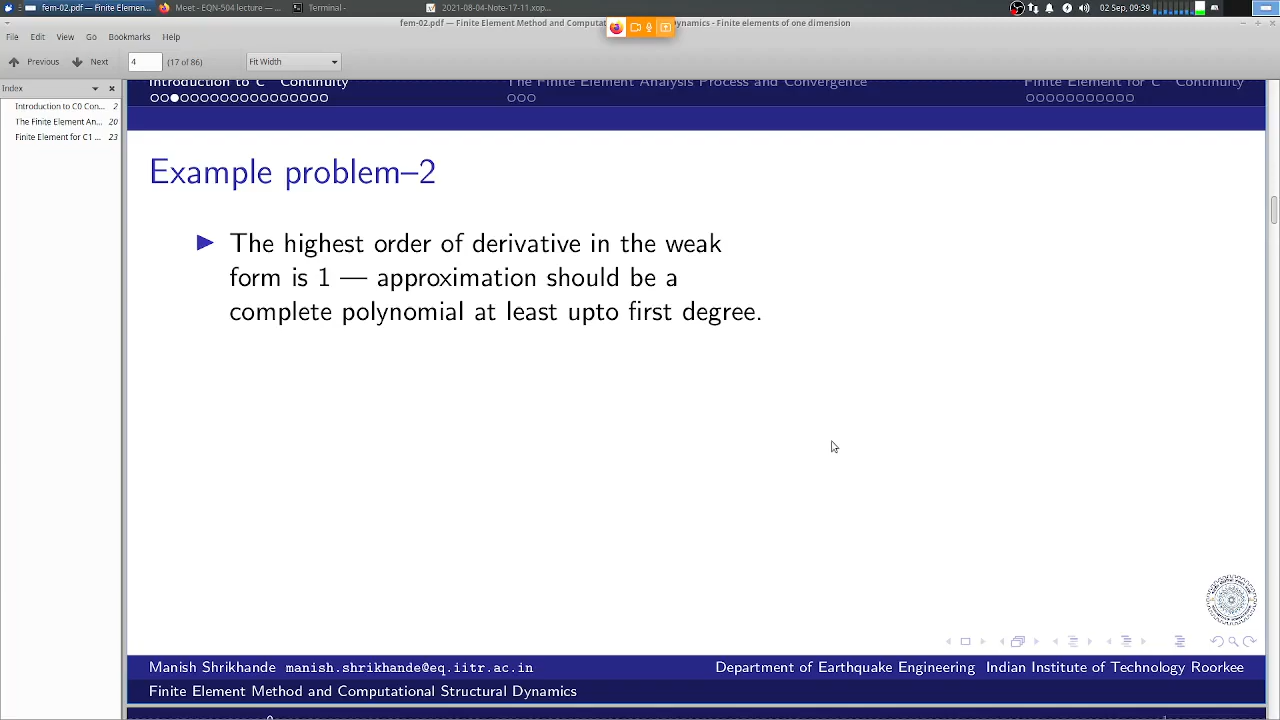 fem-02.pdf — Finite Elemen...
Meet - EQN-504 lecture — ...
Terminal -
2021-08-04-Note-17-11.xop...
02 Sep, 09:39
fem-02.pdf — Finite Element Method and Computat
ynamics - Finite elements of one dimension
File Edit View Go Bookmarks Help
Previous Next 4 (17 of 86) Fit Width
Index
Introduction to C0 Con... 2
The Finite Element An... 20
Finite Element for C1 ... 23
Introduction to C Continuity
The Finite Element Analysis Process and Convergence
Finite Element for C Continuity
Example problem–2
The highest order of derivative in the weak
form is 1 — approximation should be a
complete polynomial at least upto first degree.
Manish Shrikhande manish.shrikhande@eq.iitr.ac.in
Department of Earthquake Engineering Indian Institute of Technology Roorkee
Finite Element Method and Computational Structural Dynamics